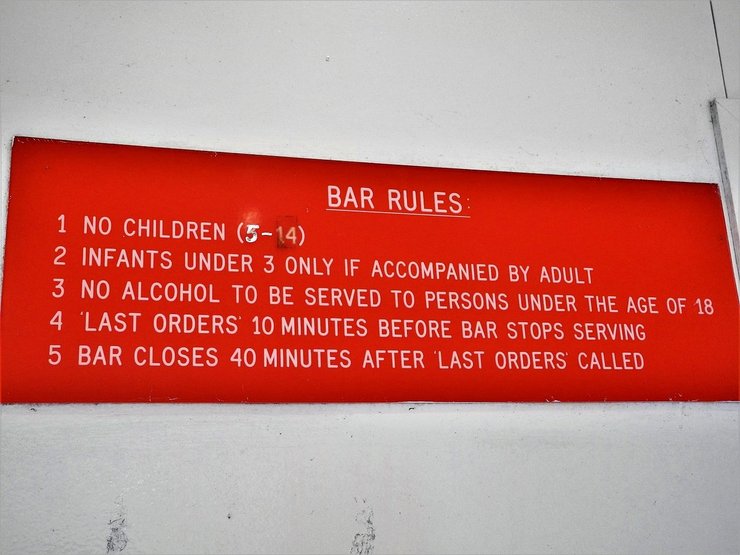 BAR RULES:
1 NO CHILDREN (5-14)
2 INFANTS UNDER 3 ONLY IF ACCOMPANIED BY ADULT
3 NO ALCOHOL TO BE SERVED TO PERSONS UNDER THE AGE OF 18
4 'LAST ORDERS' 10 MINUTES BEFORE BAR STOPS SERVING
5 BAR CLOSES 40 MINUTES AFTER 'LAST ORDERS' CALLED